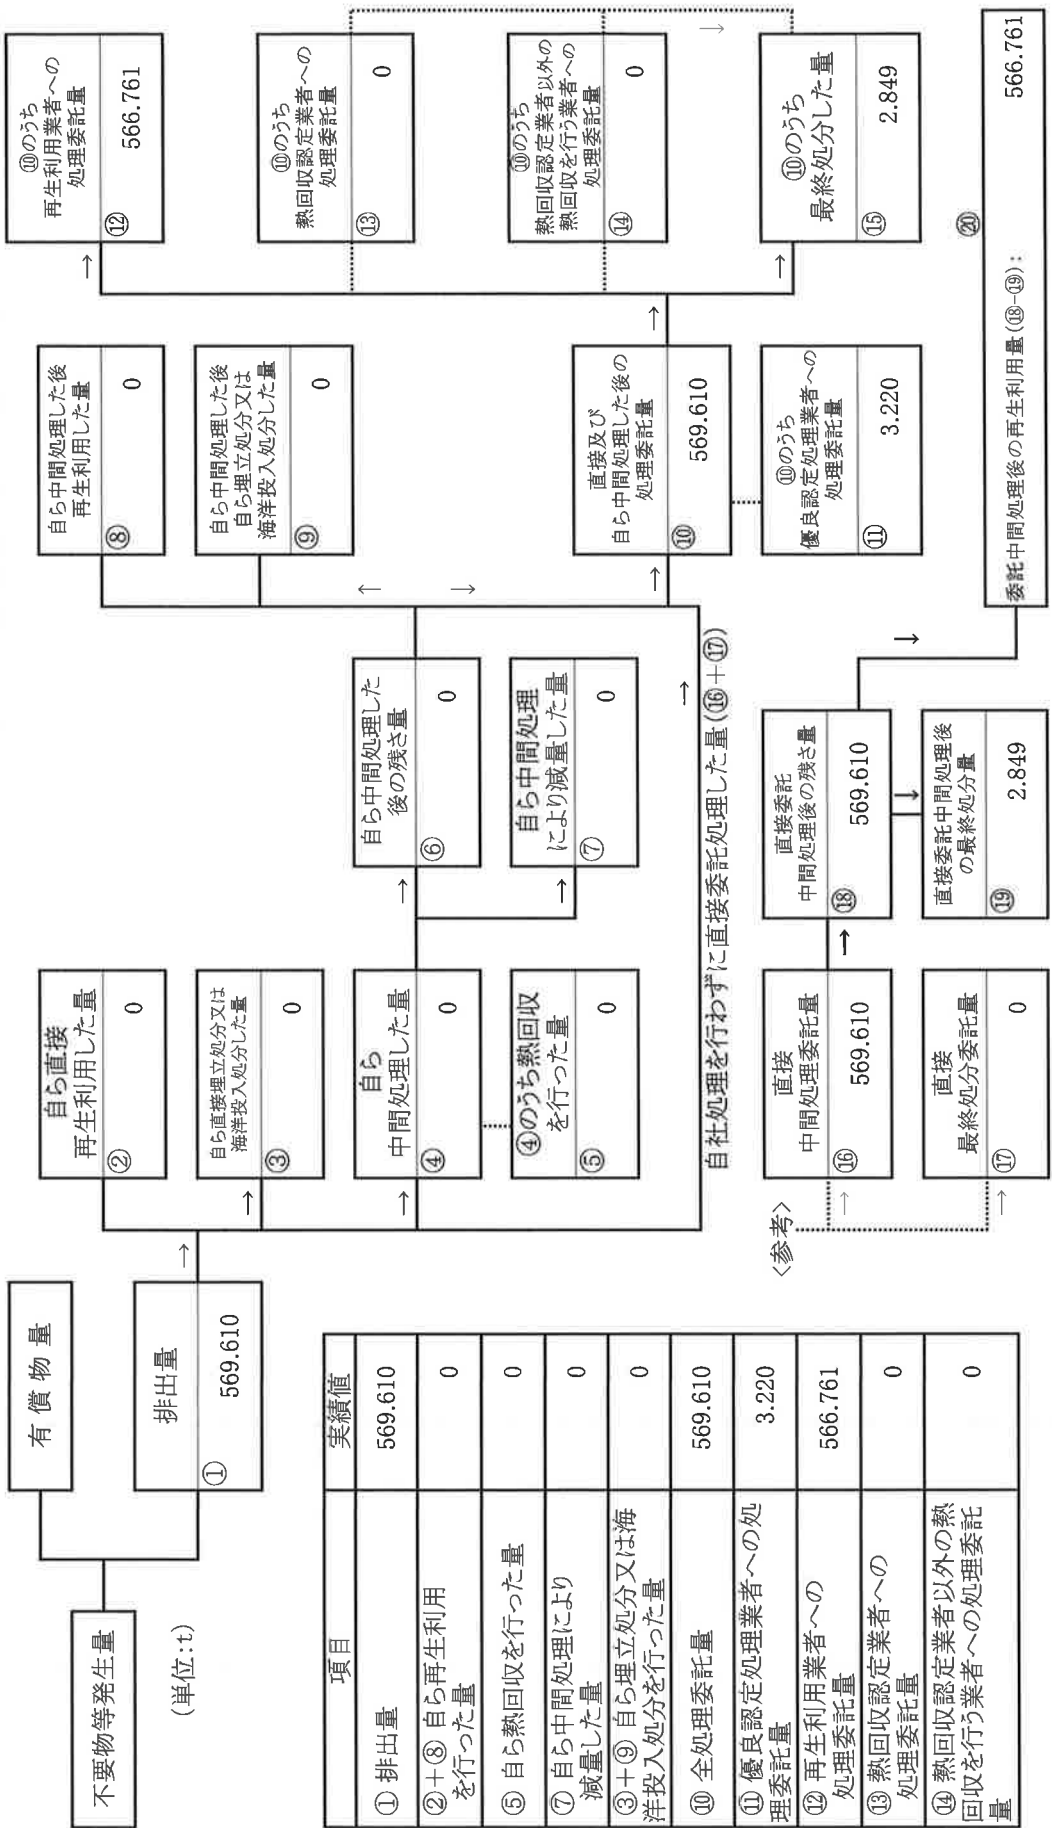 不要物等発生量
(単位:t)
有償物量
排出量
①
569.610
自ら直接
再生利用した量
②
0
自ら直接埋立処分又は
海洋投入処分した量
③
0
自ら
中間処理した量
④
0
④のうち熱回収
を行った量
⑤
0
自ら中間処理した
後の残さ量
⑥
0
自ら中間処理
により減量した量
⑦
0
自ら中間処理した後
再生利用した量
⑧
0
自ら中間処理した後
自ら埋立処分又は
海洋投入処分した量
⑨
0
直接及び
自ら中間処理した後の
処理委託量
⑩
569.610
⑩のうち
優良認定処理業者への
処理委託量
⑪
3.220
⑩のうち
再生利用業者への
処理委託量
⑫
566.761
⑩のうち
熱回収認定業者への
処理委託量
⑬
0
⑩のうち
熱回収認定業者以外の
熱回収を行う業者への
処理委託量
⑭
0
⑩のうち
最終処分した量
⑮
2.849
自社処理を行わずに直接委託処理した量(⑯+⑰)
<参考>
直接
中間処理委託量
⑯
569.610
直接
最終処分委託量
⑰
0
直接委託
中間処理後の残さ量
⑱
569.610
直接委託中間処理後
の最終処分量
⑲
2.849
⑳
委託中間処理後の再生利用量(⑱-⑲):
566.761
項目 実績値
① 排出量 569.610
②+⑧ 自ら再生利用
を行った量 0
⑤ 自ら熱回収を行った量 0
⑦ 自ら中間処理により
減量した量 0
③+⑨ 自ら埋立処分又は海
洋投入処分を行った量 0
⑩ 全処理委託量 569.610
⑪ 優良認定処理業者への処
理委託量 3.220
⑫ 再生利用業者への
処理委託量 566.761
⑬ 熱回収認定業者への
処理委託量 0
⑭ 熱回収認定業者以外の熱
回収を行う業者への処理委託
量 0